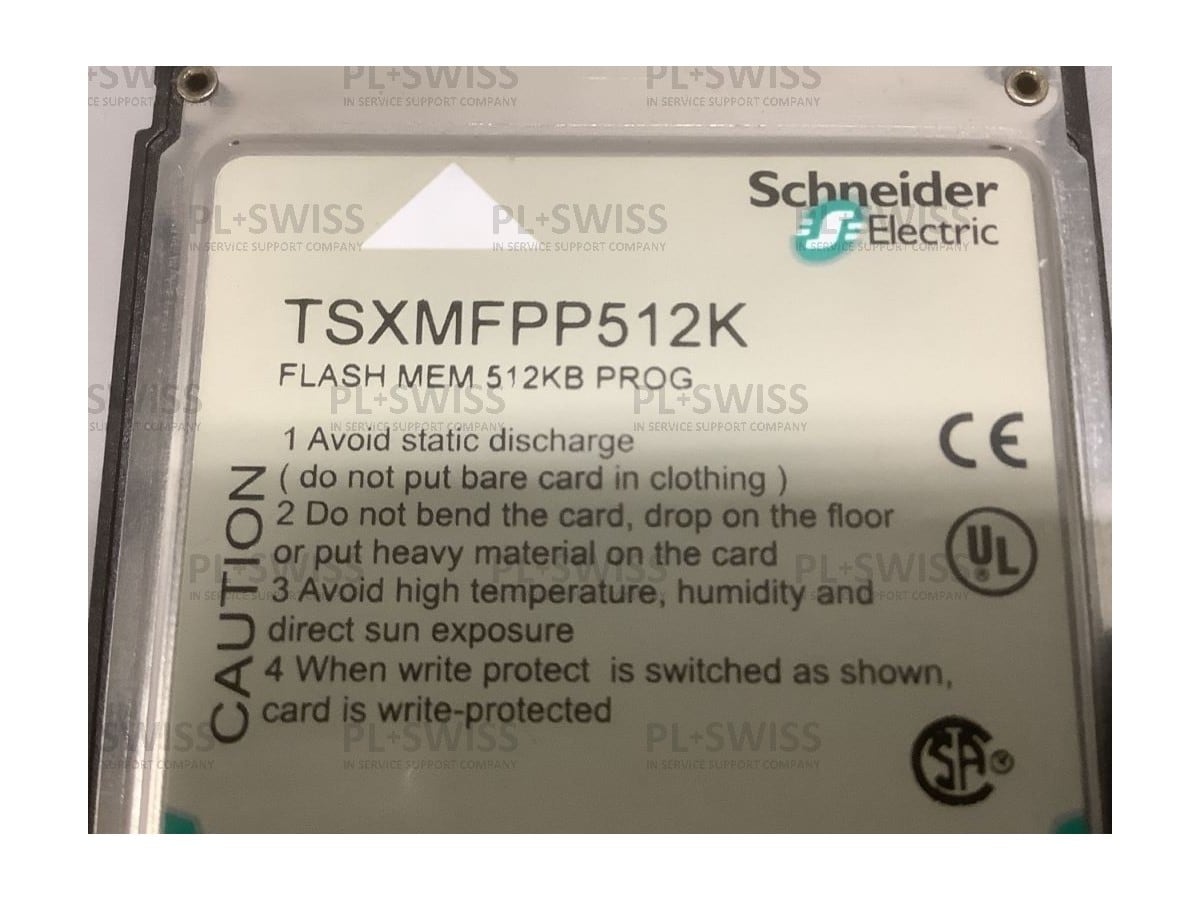 Schneider
Electric
TSXMFPP512K
FLASH MEM 512KB PROG
CAUTION
1 Avoid static discharge
( do not put bare card in clothing )
2 Do not bend the card, drop on the floor
or put heavy material on the card
3 Avoid high temperature, humidity and
direct sun exposure
4 When write protect is switched as shown,
card is write-protected
CE
UL
SA
PL+SWISS
IN SERVICE SUPPORT COMPANY